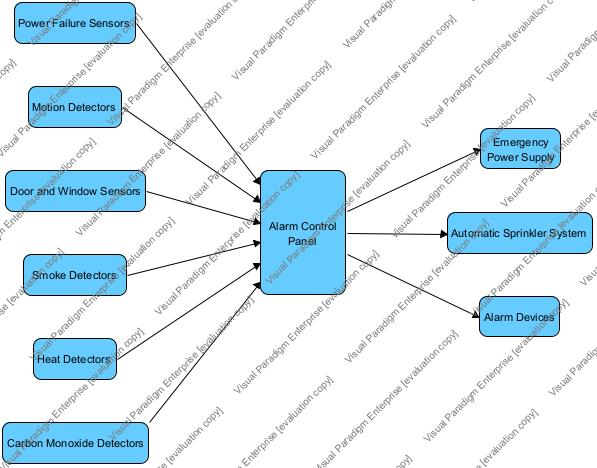 Power Failure Sensors
Motion Detectors
Door and Window Sensors
Smoke Detectors
Heat Detectors
Carbon Monoxide Detectors
Alarm Control
Panel
Emergency
Power Supply
Automatic Sprinkler System
Alarm Devices
Visual Paradigm Enterprise [evaluation copy]